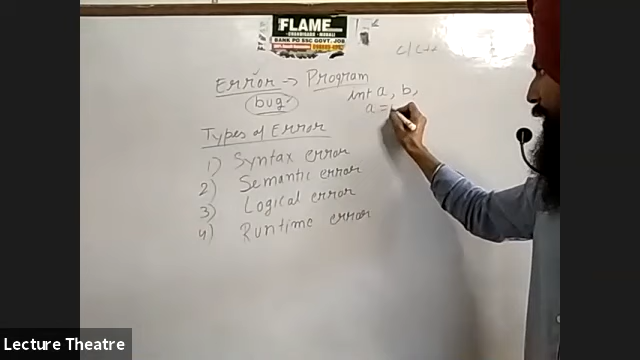 FLAME
CHANDIGARH - MOHALI
BANK PO SSC GOVT. JOB
C/C++
Error → Program
bug
int a, b,
a =
Types of Error
1) Syntax error
2) Semantic error
3) Logical error
4) Runtime error
Lecture Theatre